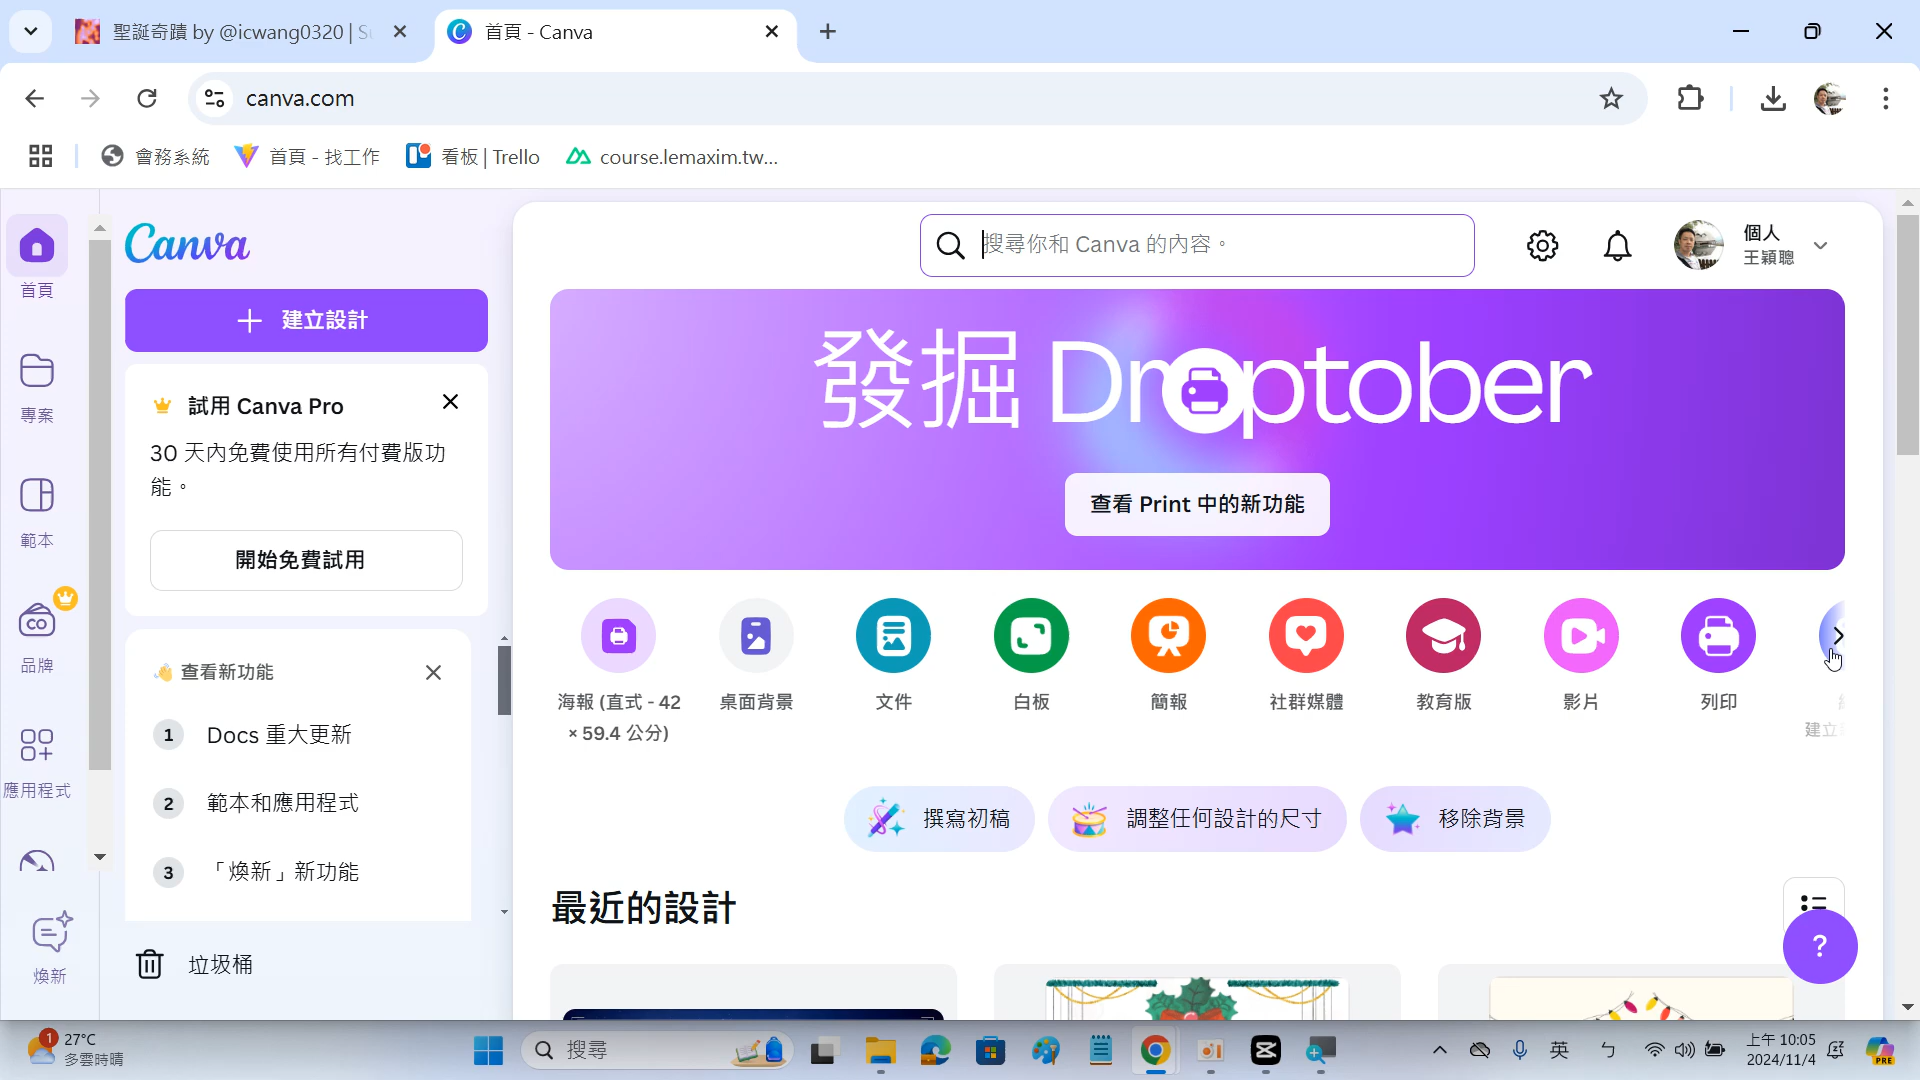 聖誕奇蹟 by @icwang0320 | Su
首頁 - Canva
canva.com
會務系統
首頁 - 找工作
看板 | Trello
course.lemaxim.tw...
首頁
專案
範本
品牌
應用程式
煥新
Canva
建立設計
試用 Canva Pro
30 天內免費使用所有付費版功
能。
開始免費試用
查看新功能
1 Docs 重大更新
2 範本和應用程式
3 「煥新」新功能
垃圾桶
搜尋你和 Canva 的內容。
個人
王穎聰
發掘 Droptober
查看 Print 中的新功能
海報 (直式 - 42
× 59.4 公分)
桌面背景
文件
白板
簡報
社群媒體
教育版
影片
列印
建立
撰寫初稿
調整任何設計的尺寸
移除背景
最近的設計
?
1
27°C
多雲時晴
搜尋
英
ㄅ
上午 10:05
2024/11/4
PRE